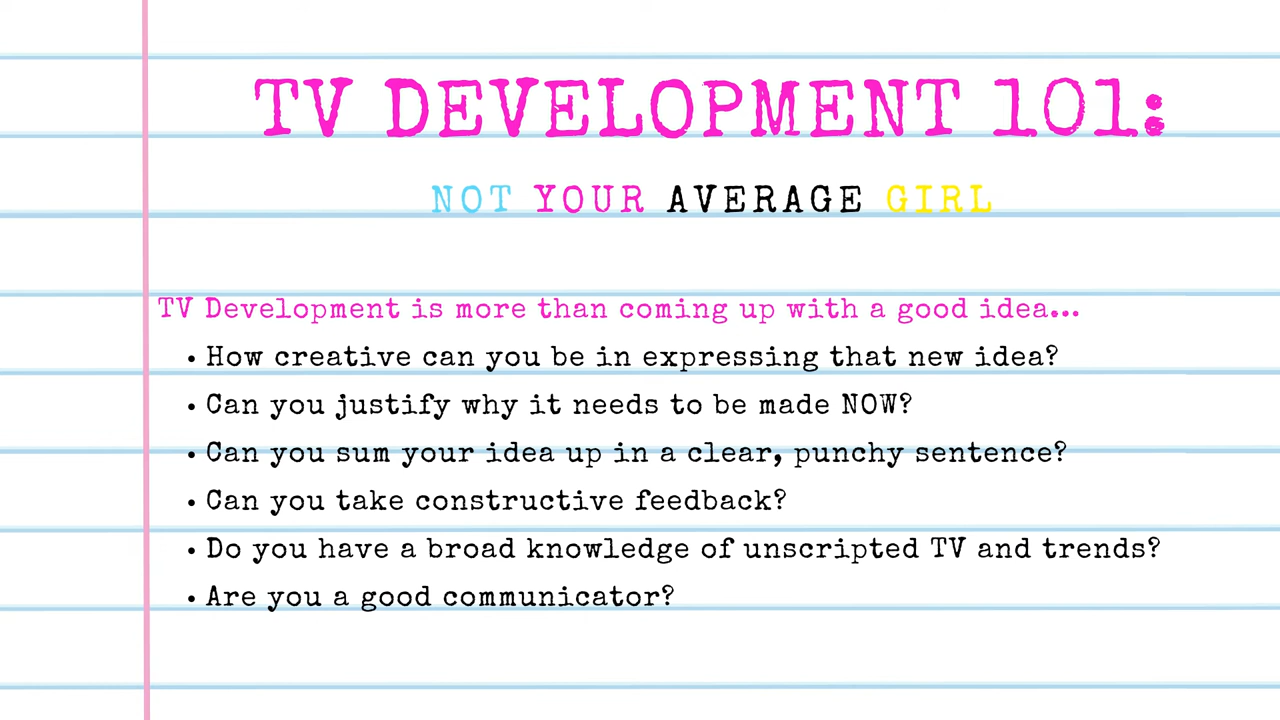 TV DEVELOPMENT 101:
NOT YOUR AVERAGE GIRL
TV Development is more than coming up with a good idea...
• How creative can you be in expressing that new idea?
• Can you justify why it needs to be made NOW?
• Can you sum your idea up in a clear, punchy sentence?
• Can you take constructive feedback?
• Do you have a broad knowledge of unscripted TV and trends?
• Are you a good communicator?